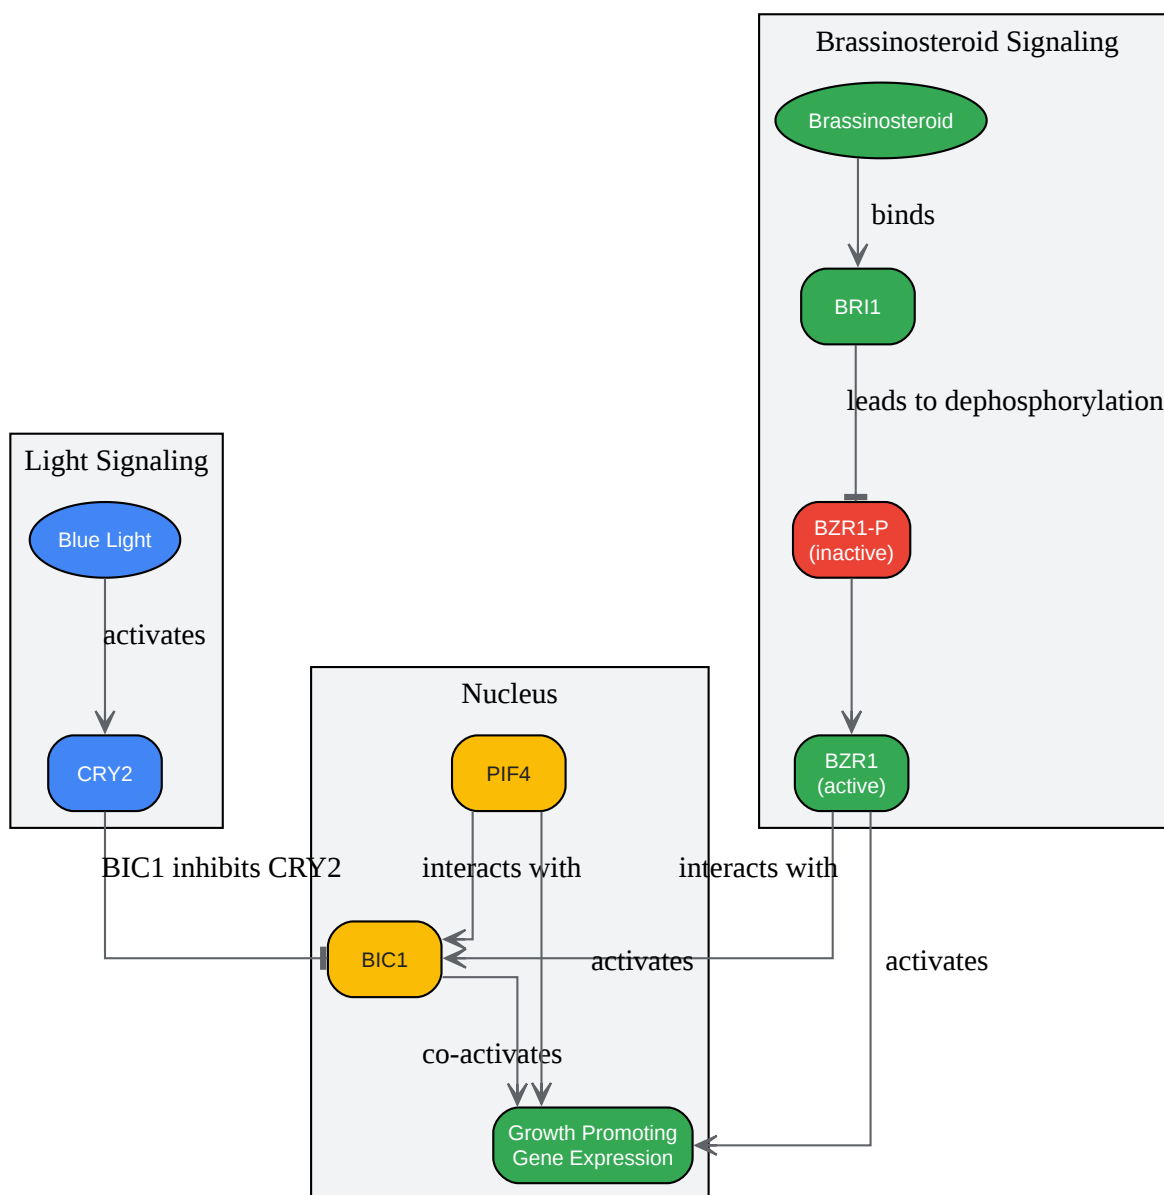 Brassinosteroid Signaling
Brassinosteroid
binds
BRI1
leads to dephosphorylation
Light Signaling
Blue Light
BZR1-P
(inactive)
activates
Nucleus
CRY2
PIF4
BZR1
(active)
BIC1 inhibits CRY2
interacts with
interacts with
BIC1
activates
activates
co-activates
Growth Promoting
Gene Expression